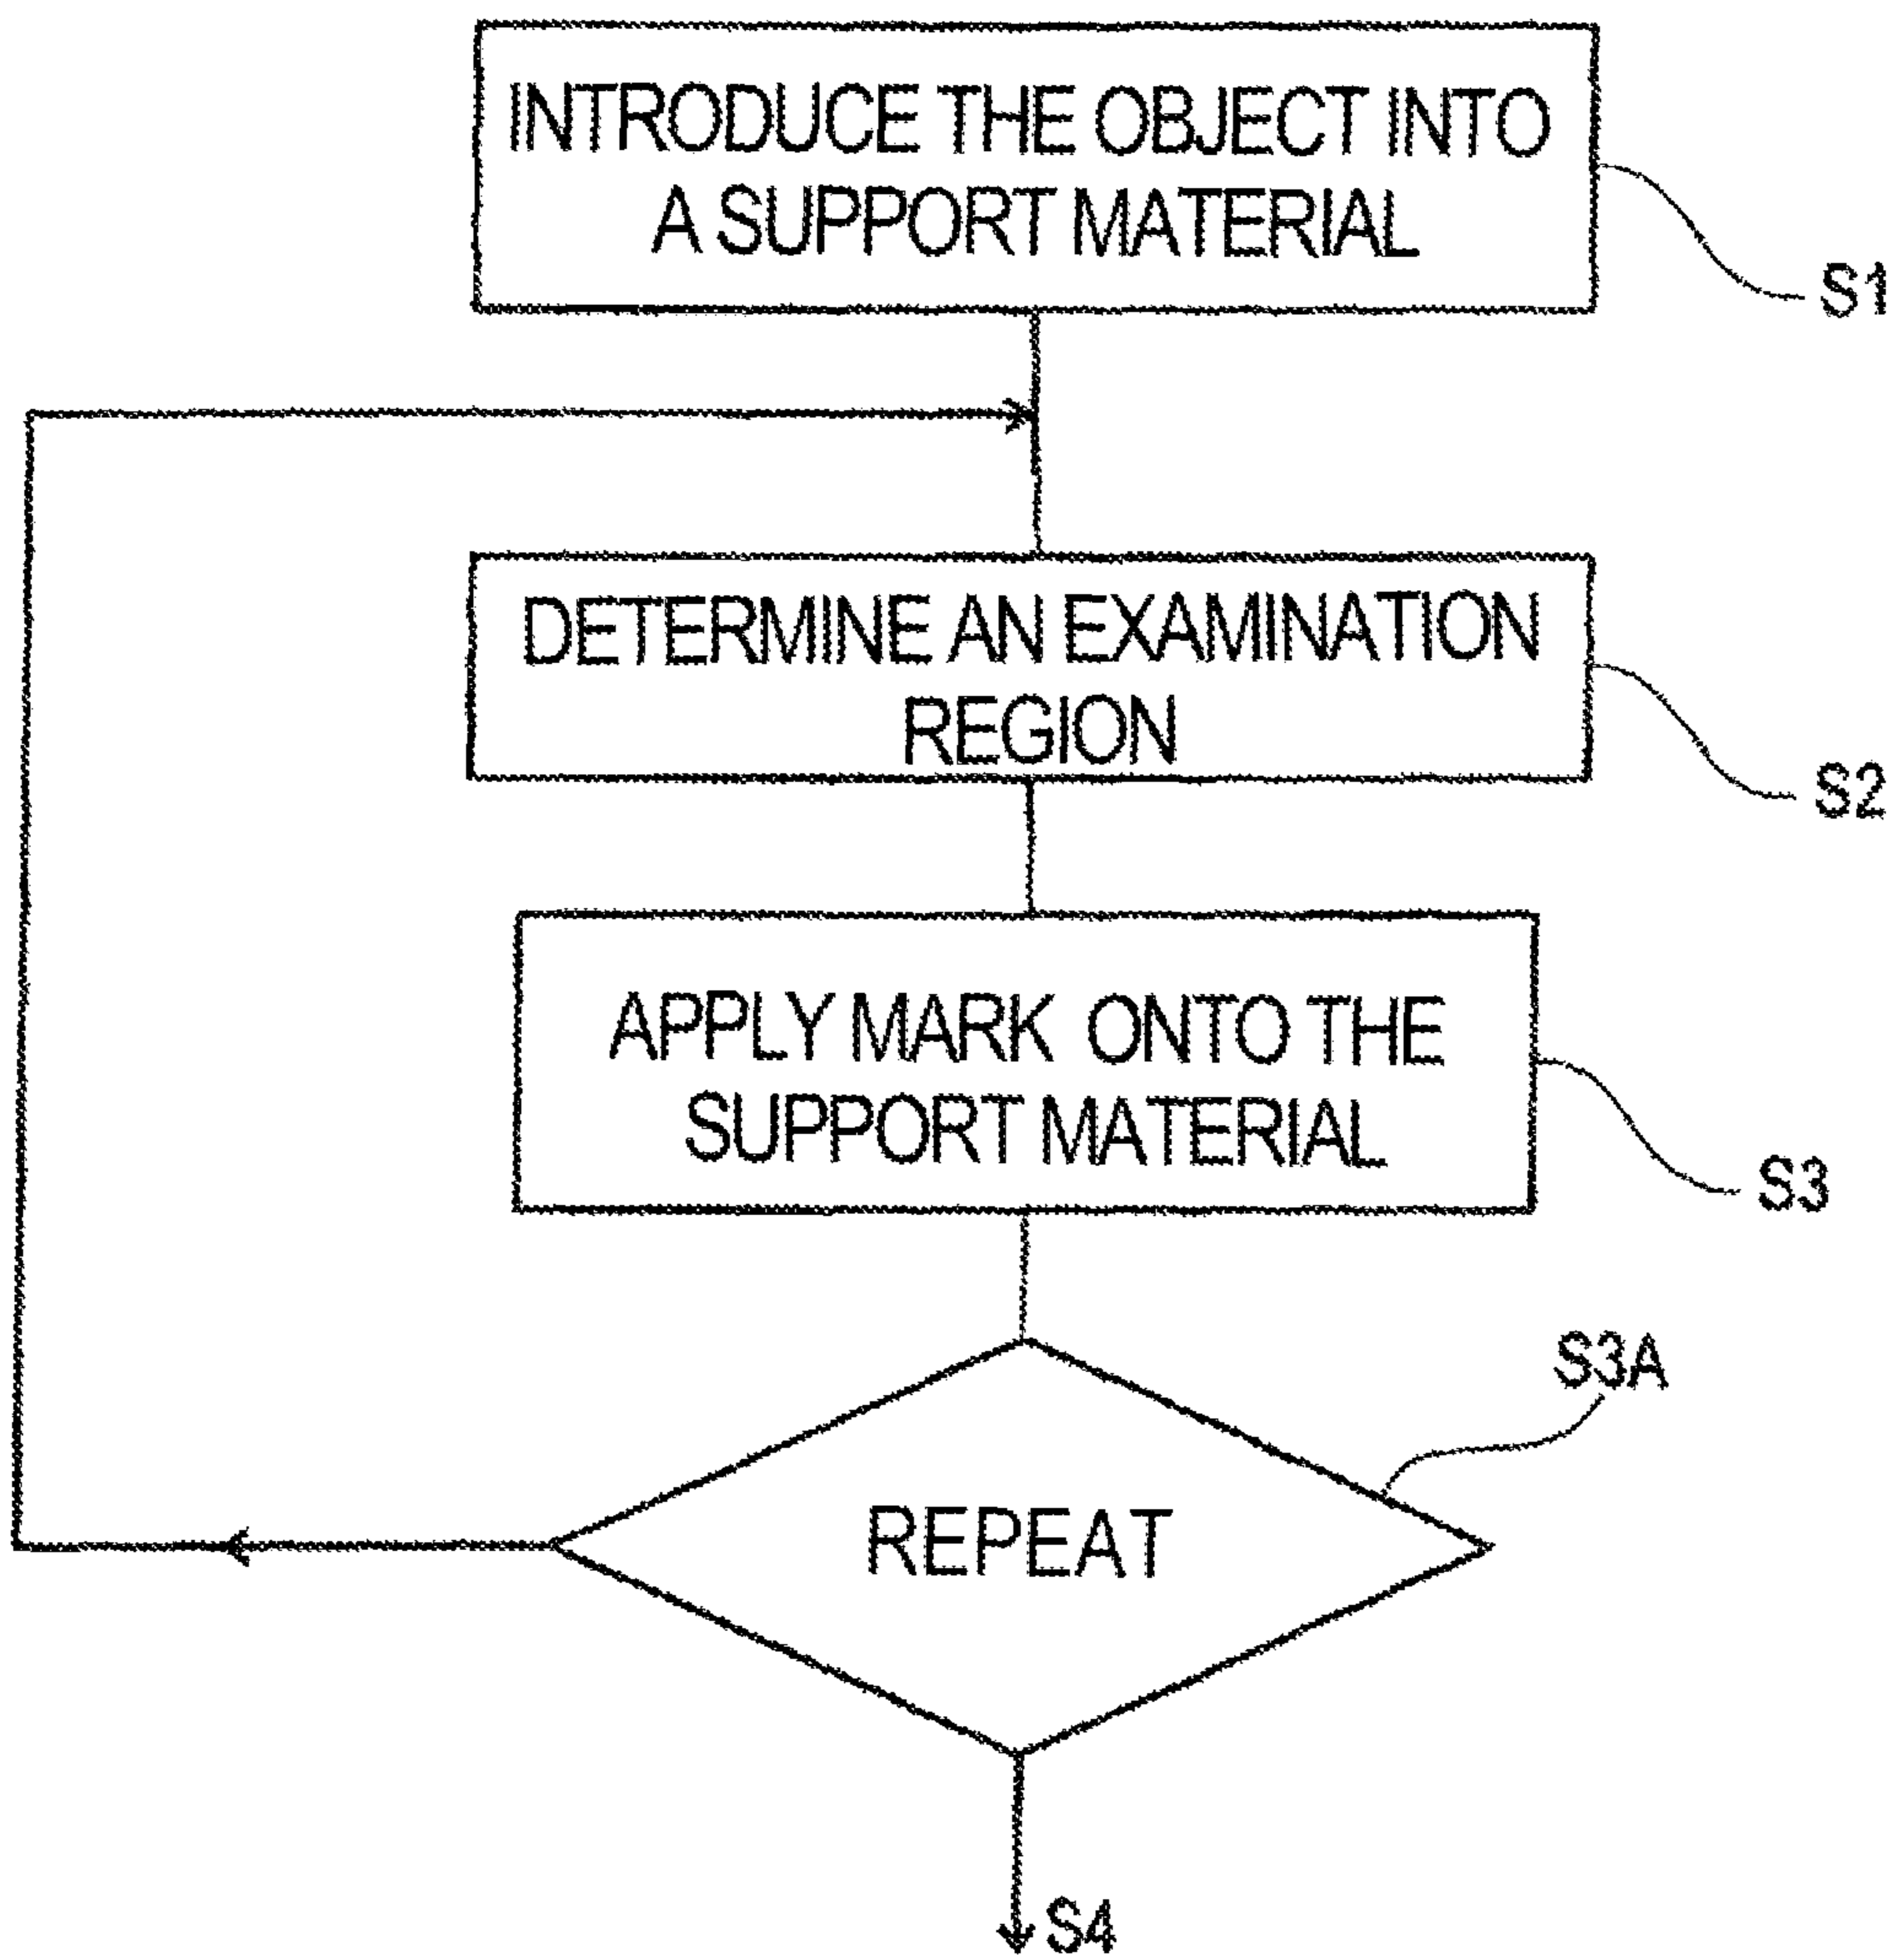 INTRODUCE THE OBJECT INTO
A SUPPORT MATERIAL
S1
DETERMINE AN EXAMINATION
REGION
S2
APPLY MARK ONTO THE
SUPPORT MATERIAL
S3
S3A
REPEAT
S4